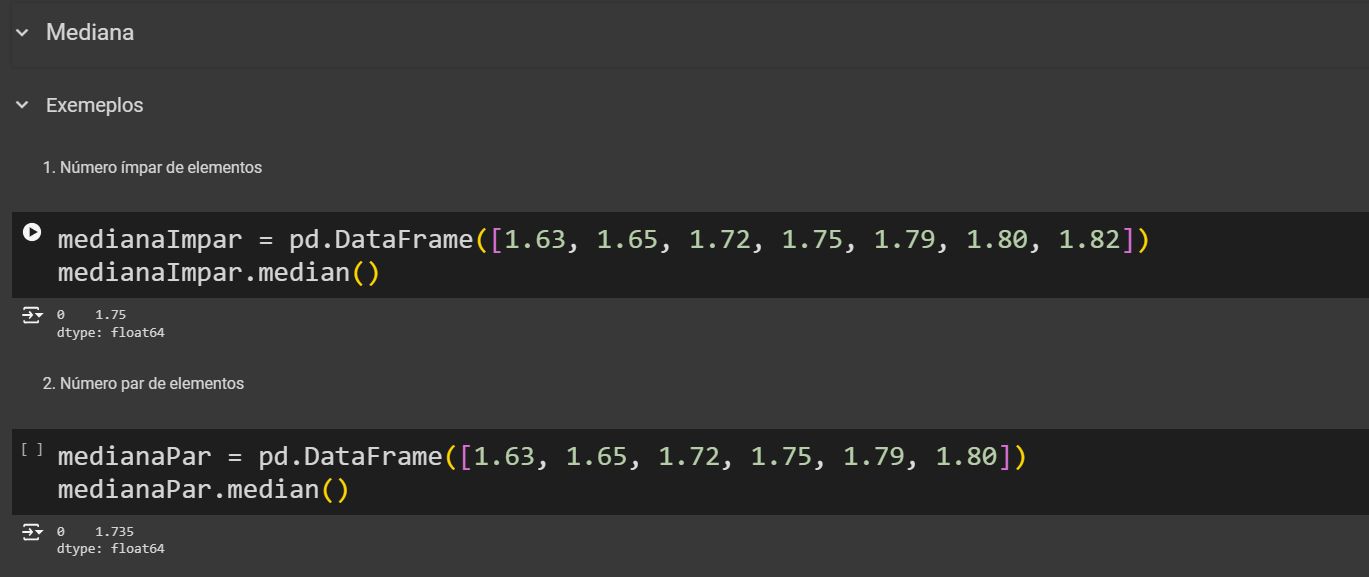 Mediana
Exemeplos
1. Número ímpar de elementos
medianaImpar = pd.DataFrame([1.63, 1.65, 1.72, 1.75, 1.79, 1.80, 1.82])
medianaImpar.median()
0    1.75
dtype: float64
2. Número par de elementos
[ ] medianaPar = pd.DataFrame([1.63, 1.65, 1.72, 1.75, 1.79, 1.80])
medianaPar.median()
0    1.735
dtype: float64